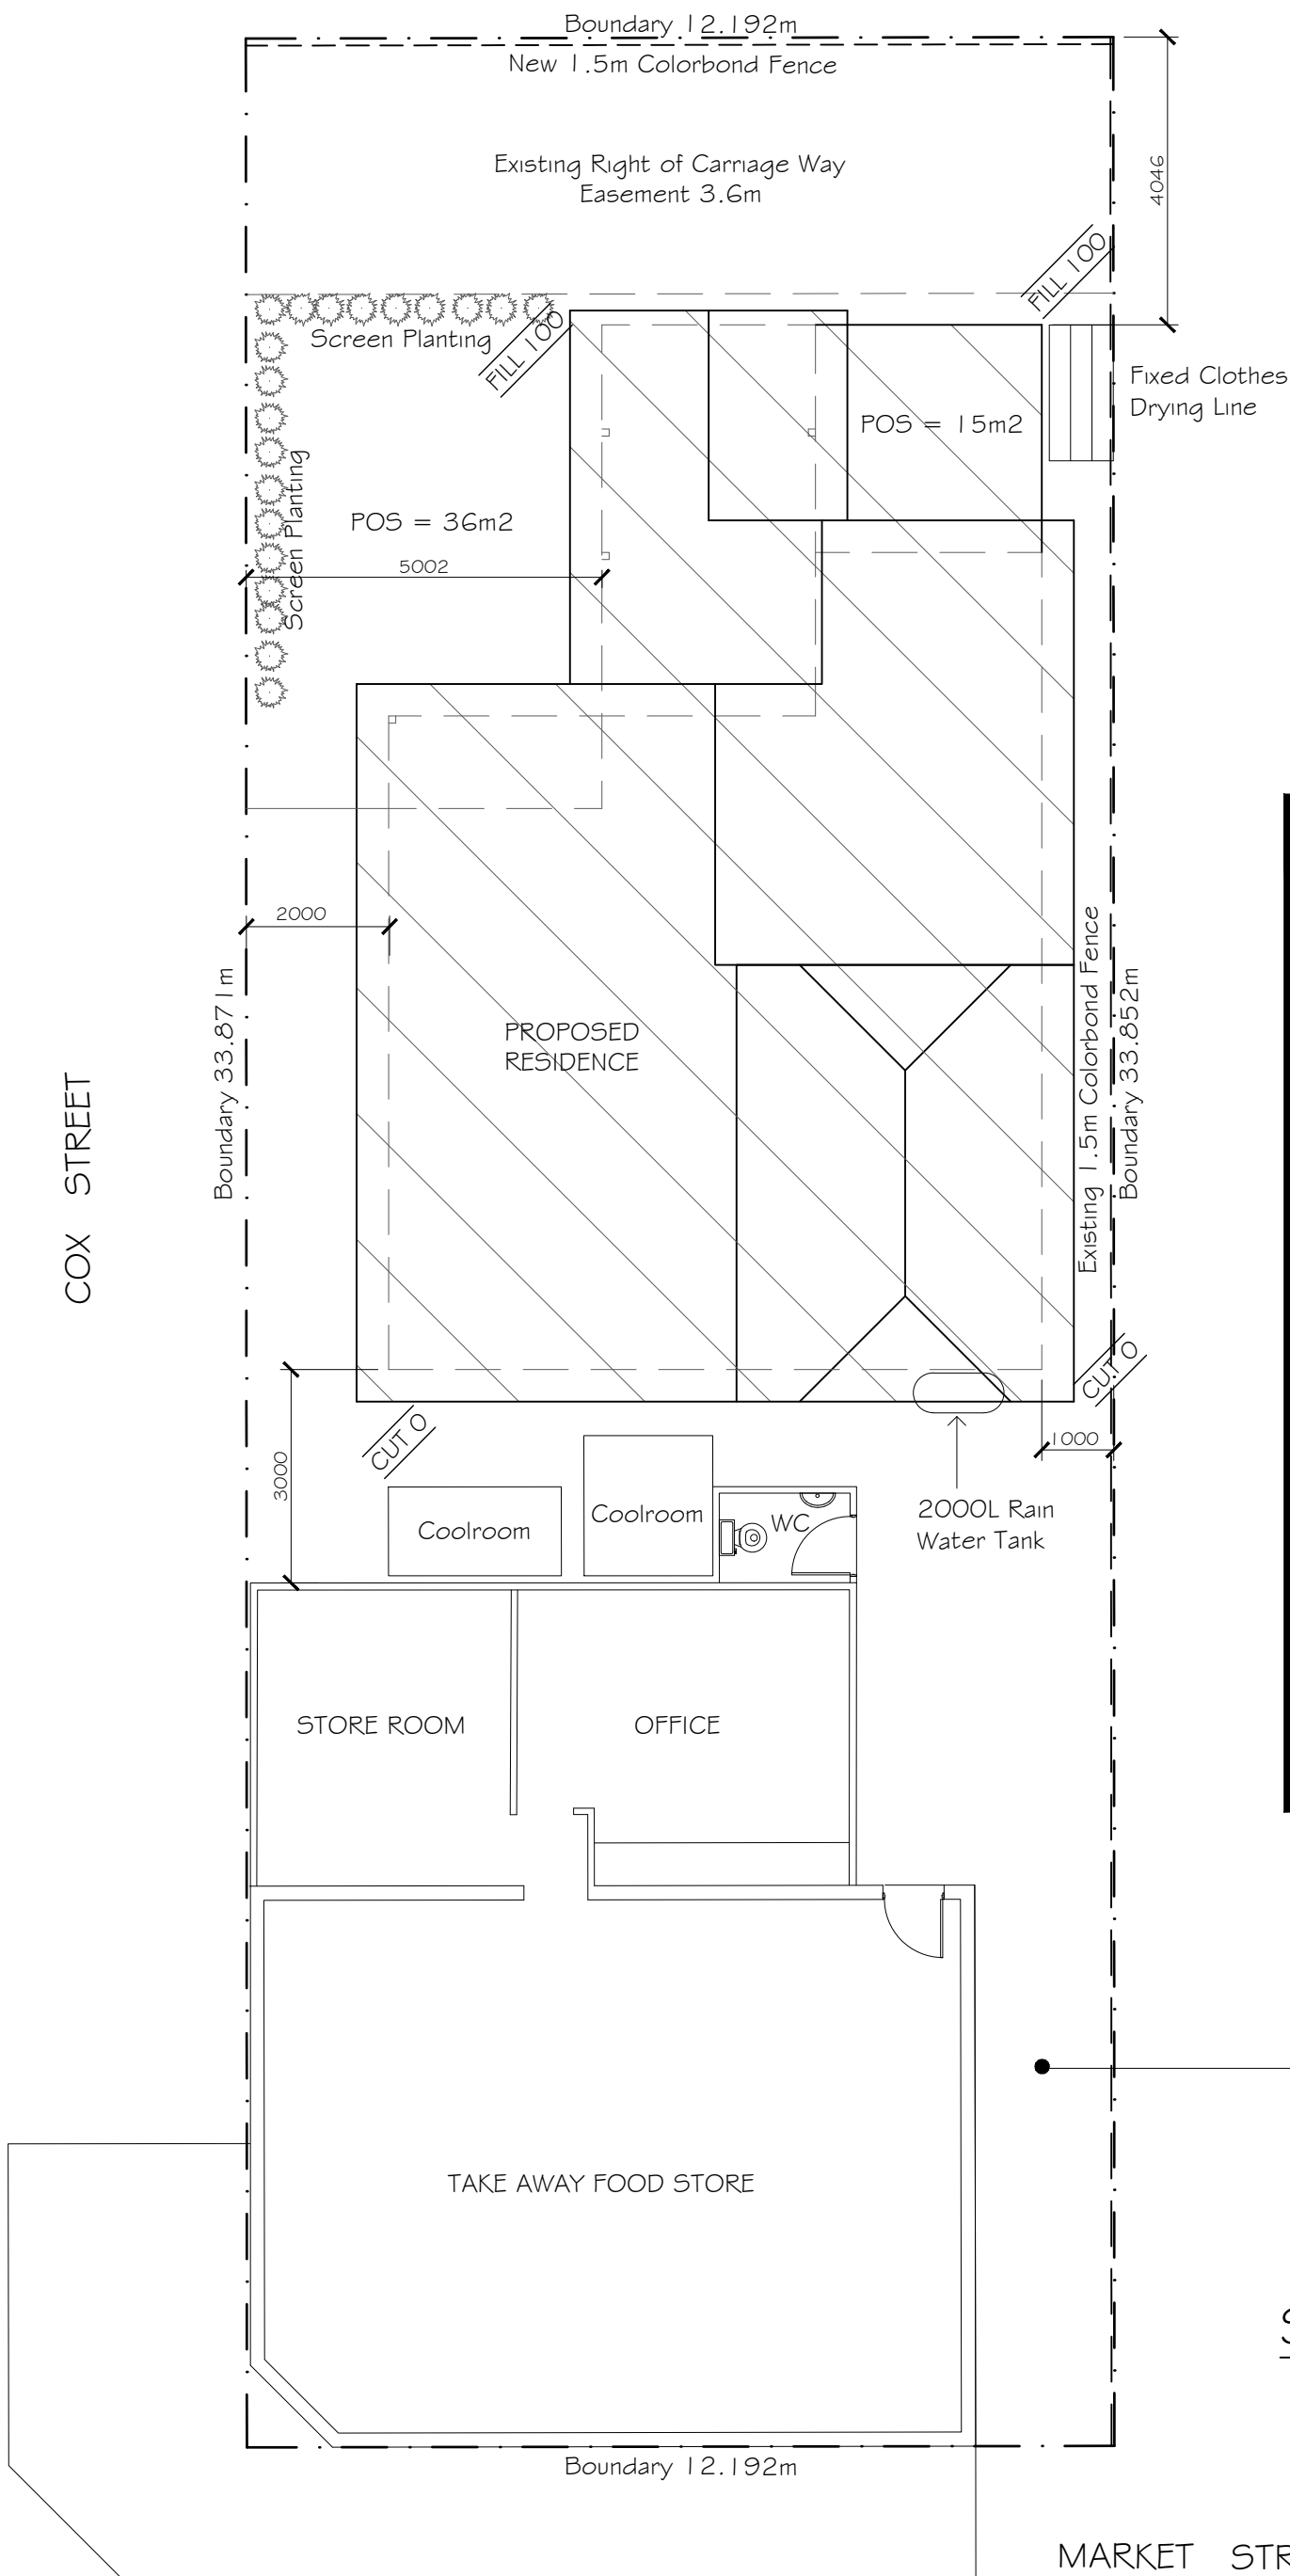 Boundary 12.192m
New 1.5m Colorbond Fence
Existing Right of Carriage Way
Easement 3.6m
4046
FILL 100
FILL 100
Screen Planting
Fixed Clothes
Drying Line
POS = 15m2
Screen Planting
POS = 36m2
5002
2000
Boundary 33.871m
PROPOSED
RESIDENCE
Existing 1.5m Colorbond Fence
Boundary 33.852m
COX STREET
CUT 0
CUT 0
1000
3000
Coolroom
Coolroom
WC
2000L Rain
Water Tank
STORE ROOM
OFFICE
TAKE AWAY FOOD STORE
Boundary 12.192m
MARKET